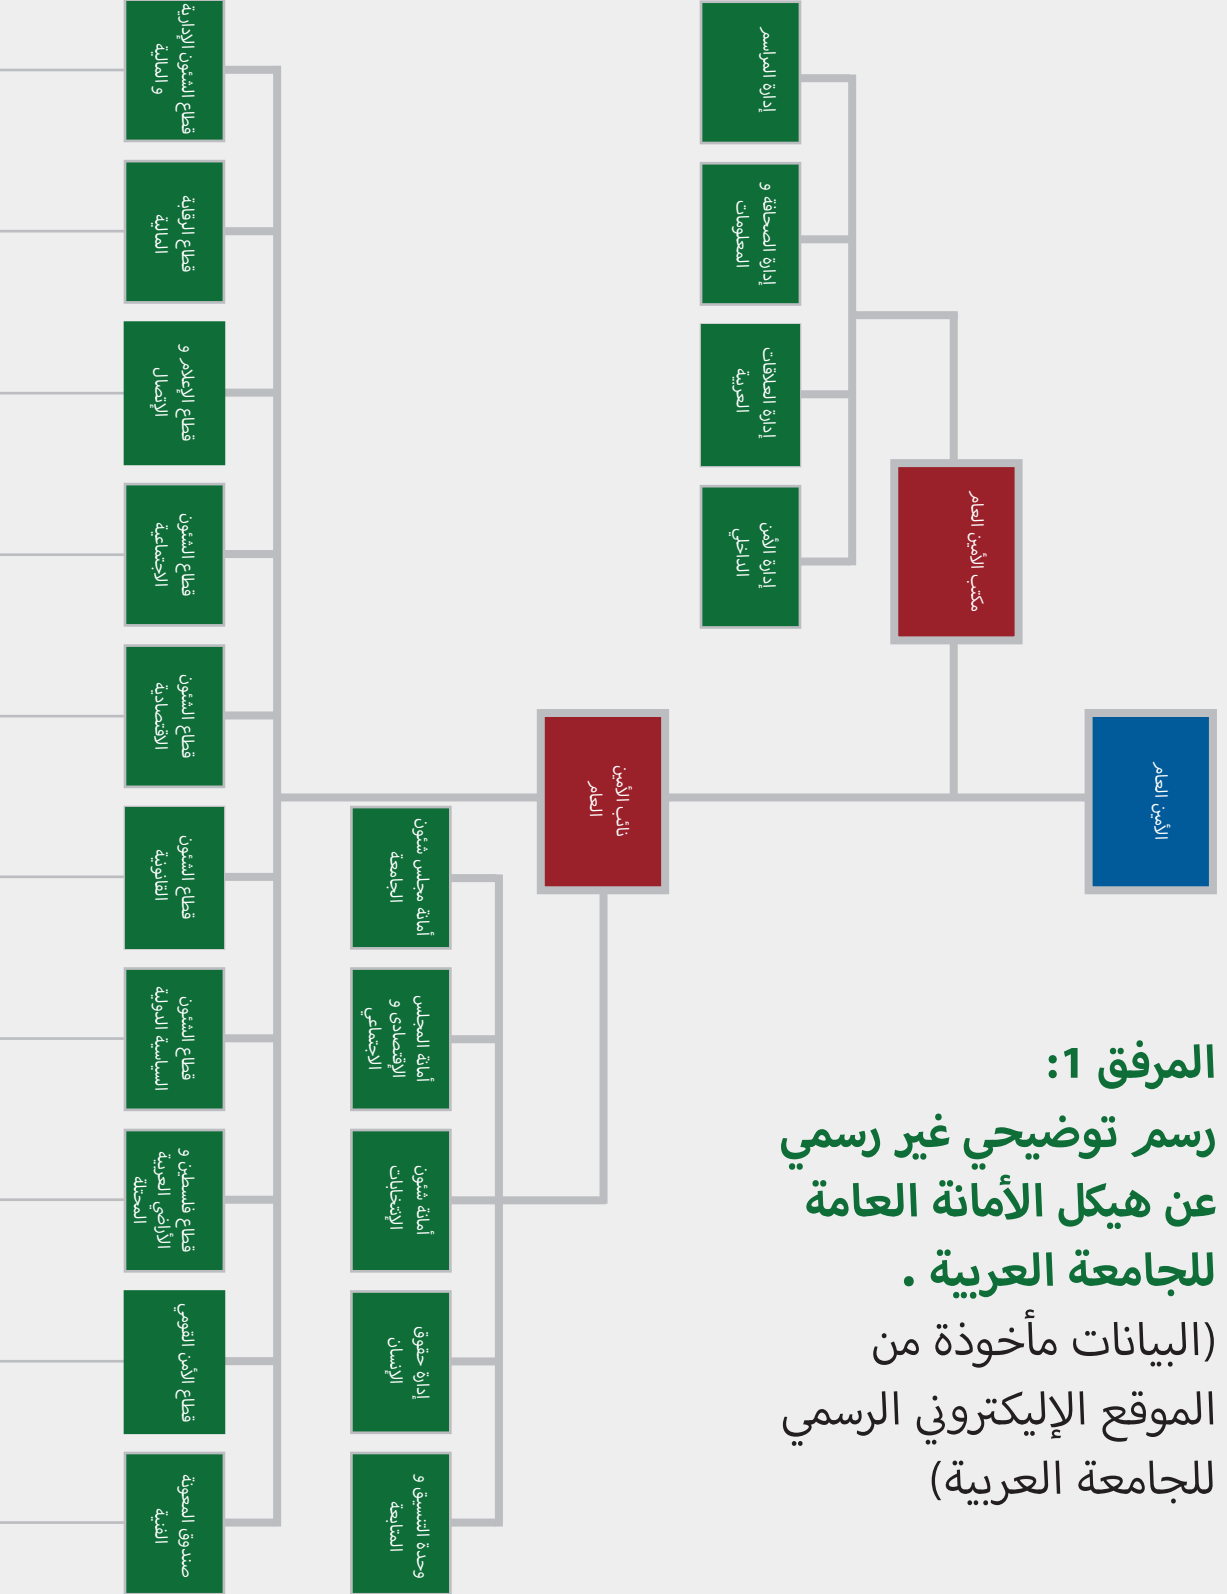 المرفق 1:
رسم توضيحي غير رسمي
عن هيكل الأمانة العامة
للجامعة العربية .
(البيانات مأخوذة من
الموقع الإليكتروني الرسمي
للجامعة العربية)
الأمين العام
مكتب الأمين العام
إدارة المراسم
إدارة الصحافة و
المعلومات
إدارة العلاقات
العربية
إدارة الأمن
الداخلي
نائب الأمين
العام
أمانة مجلس شئون
الجامعة
أمانة المجلس
الإقتصادى و
الاجتماعي
أمانة شئون
الإنتخابات
إدارة حقوق
الإنسان
وحدة التنسيق و
المتابعة
قطاع الشئون الإدارية
و المالية
قطاع الرقابة
المالية
قطاع الإعلام و
الإتصال
قطاع الشئون
الاجتماعية
قطاع الشئون
الاقتصادية
قطاع الشئون
القانونية
قطاع الشئون
السياسية الدولية
قطاع فلسطين و
الأراضي العربية
المحتلة
قطاع الأمن القومي
صندوق المعونة
الفنية